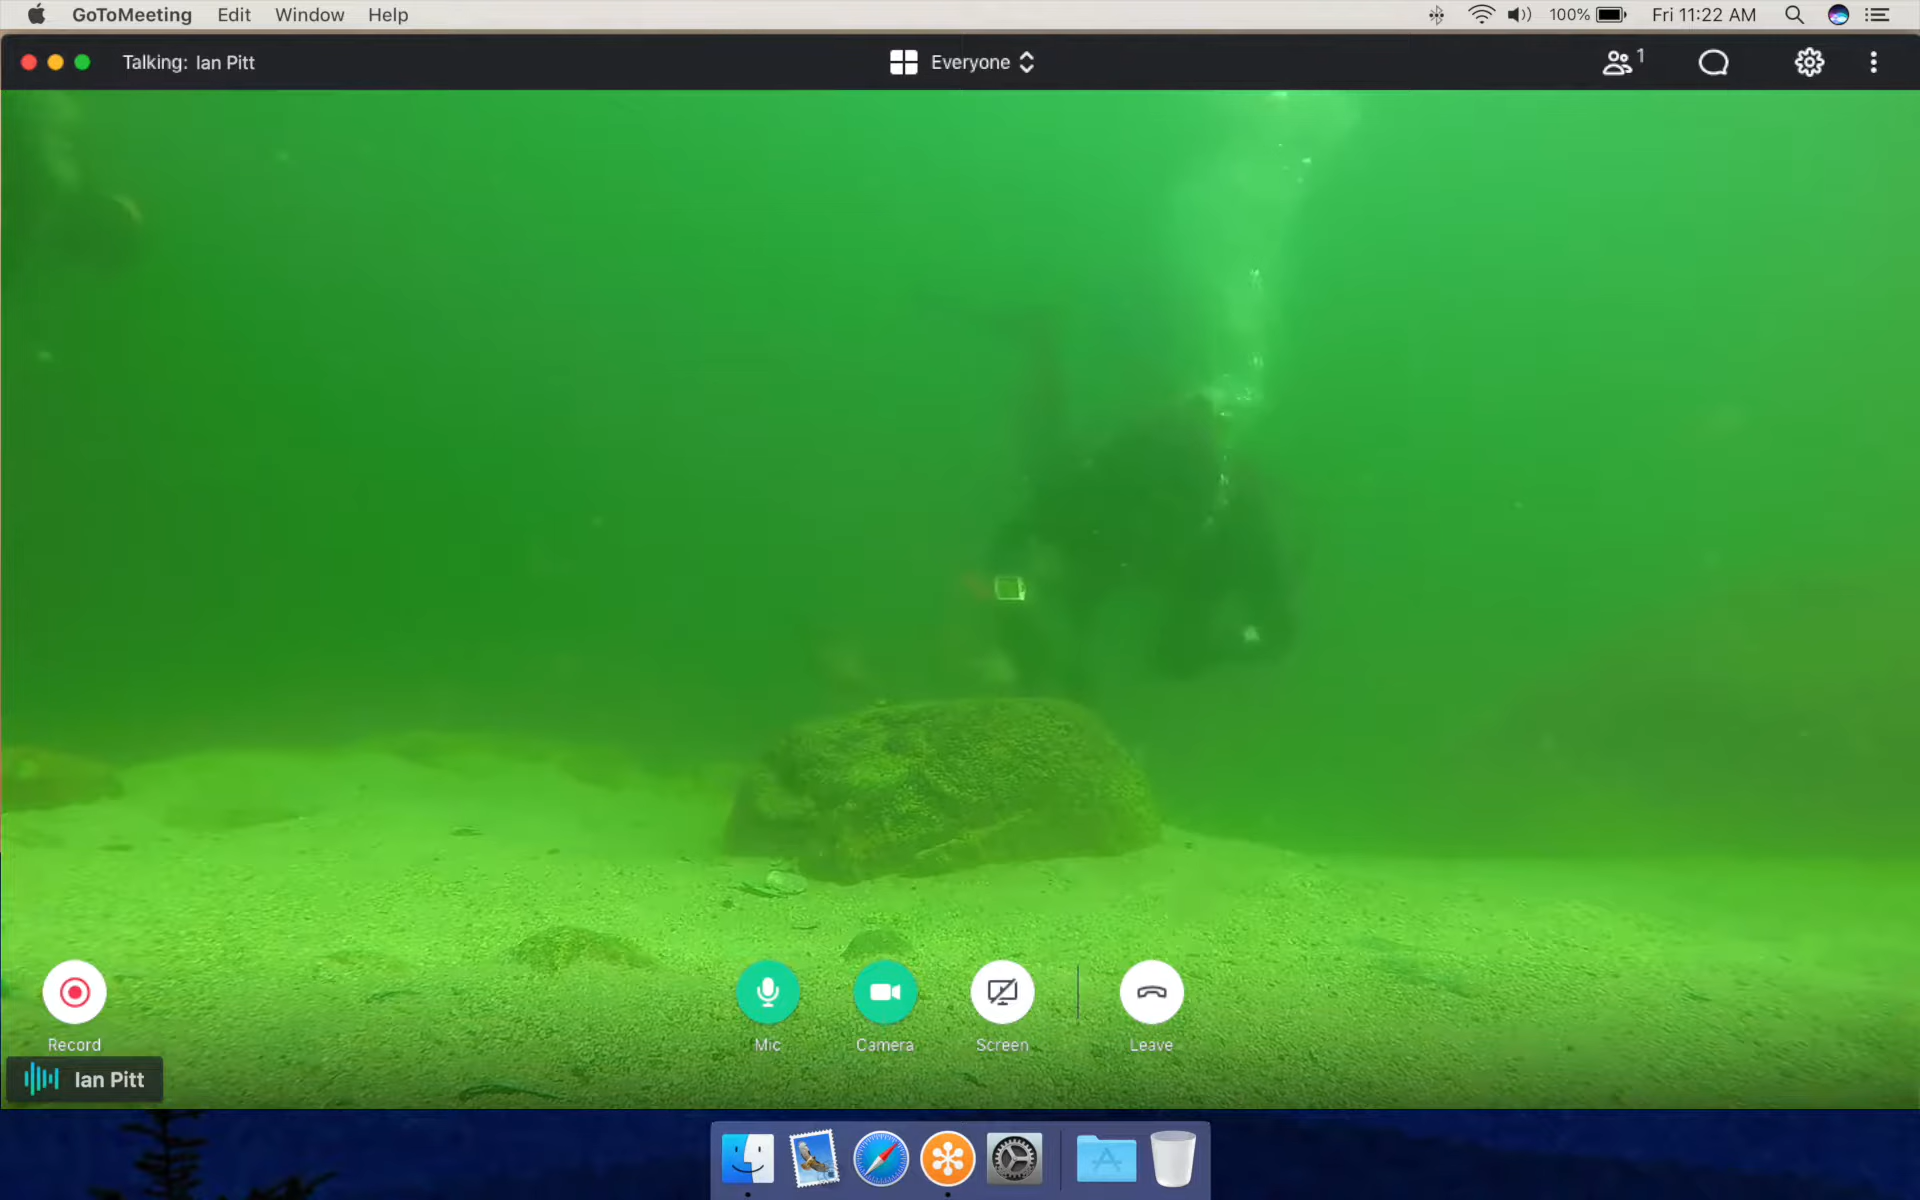 GoToMeeting Edit Window Help 100% Fri 11:22 AM
Talking: Ian Pitt Everyone 1
Record Mic Camera Screen Leave
Ian Pitt